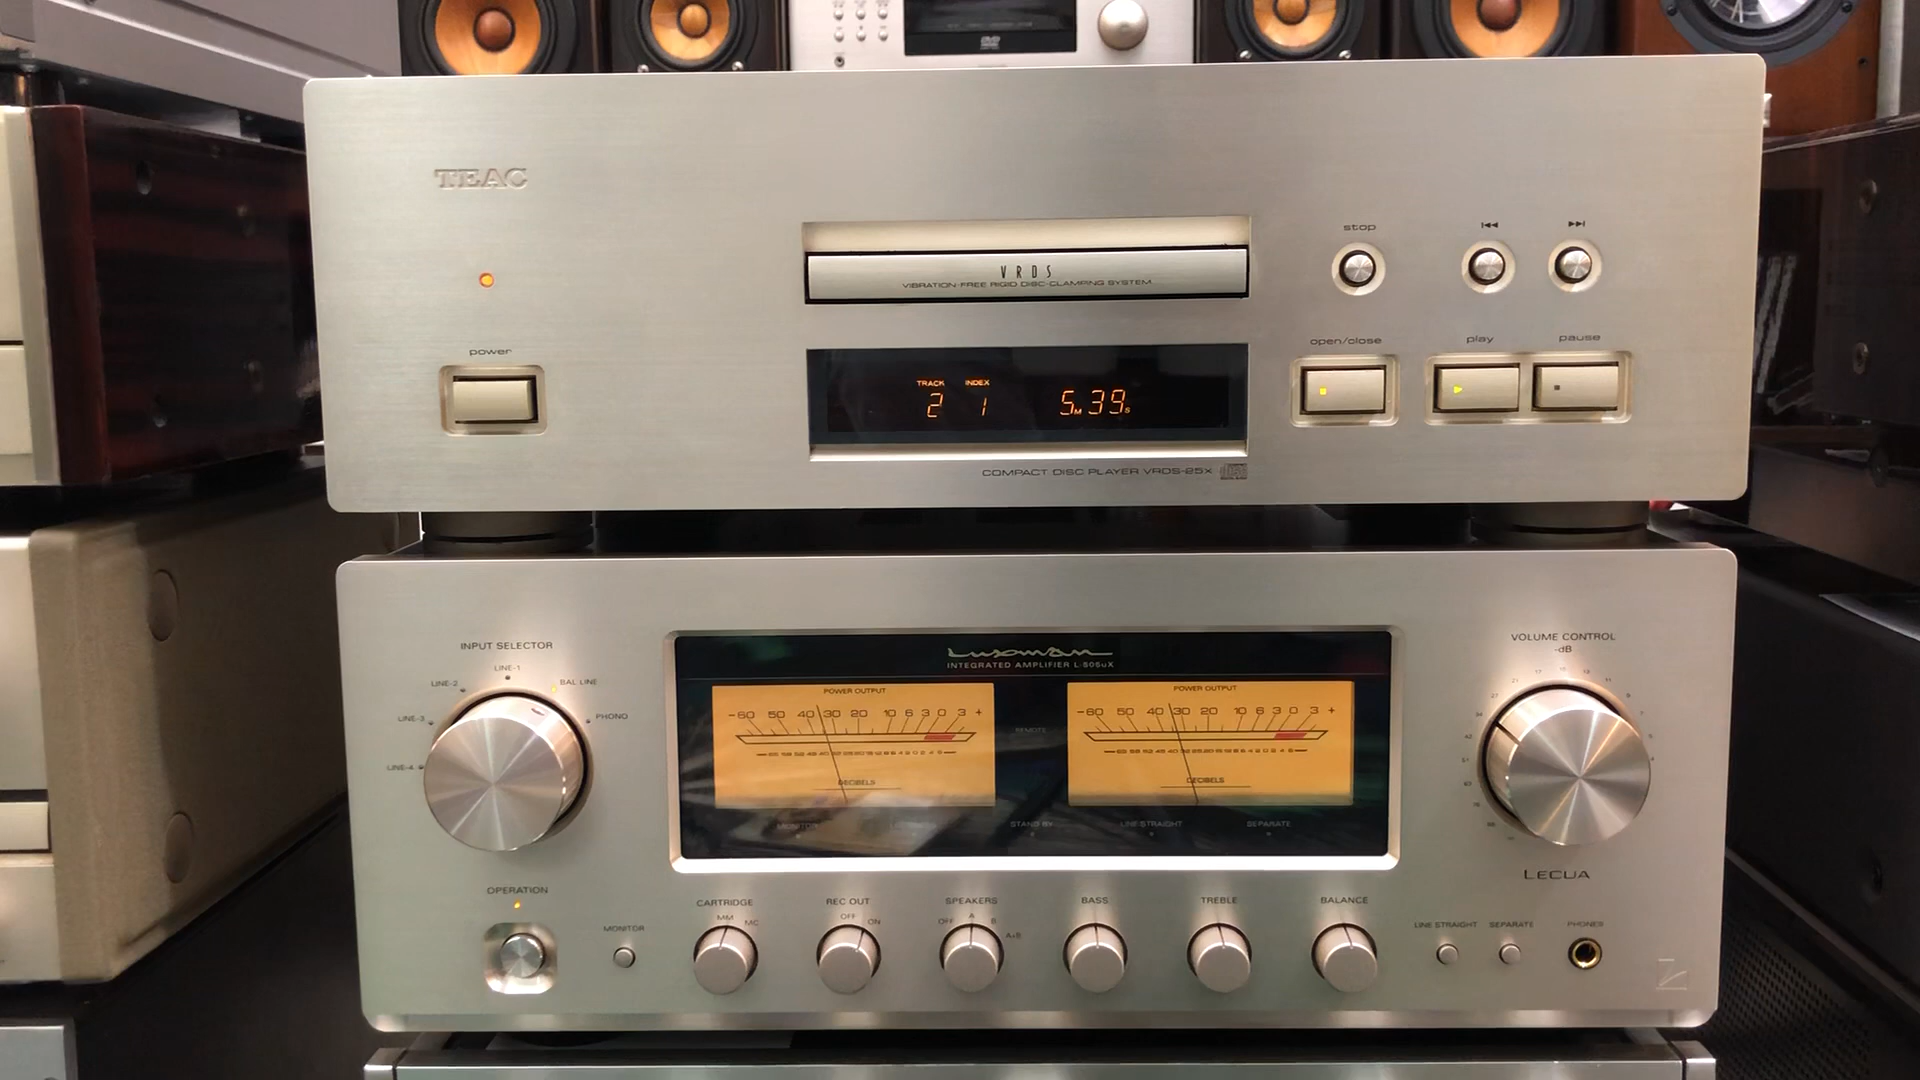 TEAC
stop
power
VRDS
VIBRATION-FREE RIGID DISC-CLAMPING SYSTEM
open/close play pause
TRACK INDEX
2 1 5M 39S
COMPACT DISC PLAYER VRDS-25X
INPUT SELECTOR
LINE-1
LINE-2
BAL LINE
LINE-3
PHONO
LINE-4
LUXMAN
INTEGRATED AMPLIFIER L-505uX
POWER OUTPUT
-60 50 40 30 20 10 6 3 0 3 +
DECIBELS
POWER OUTPUT
-60 50 40 30 20 10 6 3 0 3 +
DECIBELS
REMOTE
MONITOR
STAND BY LINE STRAIGHT SEPARATE
VOLUME CONTROL
-dB
LECUA
OPERATION
MONITOR
CARTRIDGE
MM MC
REC OUT
OFF ON
SPEAKERS
OFF A B A+B
BASS
TREBLE
BALANCE
LINE STRAIGHT SEPARATE PHONES